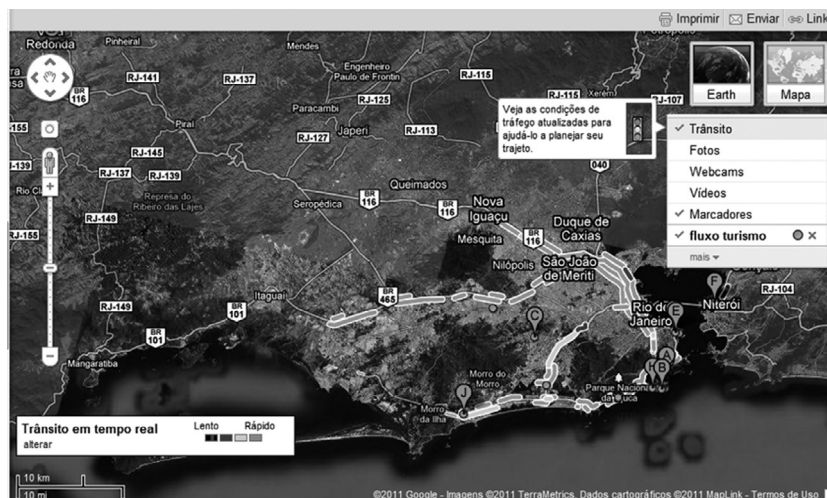 Imprimir Enviar Link
Redonda
Pinheiral
Mendes
Engenheiro
Paulo de Frontin
RJ-141
RJ-137
BR
116
RJ-125
RJ-115
RJ-115
Xerém
RJ-107
Earth
Mapa
Veja as condições de
tráfego atualizadas para
ajudá-lo a planejar seu
trajeto.
Trânsito
Fotos
Webcams
Vídeos
Marcadores
fluxo turismo
mais
Paracambi
Japeri
RJ-127
RJ-113
Piraí
RJ-155
RJ-145
RJ-139
RJ-137
RJ-139
Rio Cl
Represa do
Ribeirão das Lajes
RJ-149
RJ-155
Seropédica
Queimados
BR
116
BR
116
040
Nova
Iguaçu
Mesquita
BR
116
Duque de
Caxias
Nilópolis
São João
de Meriti
Itaguaí
BR
465
RJ-149
BR
101
BR
101
Mangaratiba
Rio di
Janeiro
Niterói
RJ-104
F
E
C
A
B
J
Morro do
Morro
Morro
da Ilha
Parque Nacional
Trânsito em tempo real
alterar
Lento Rápido
10 km
10 mi
©2011 Google - Imagens ©2011 TerraMetrics, Dados cartográficos ©2011 MapLink - Termos de Uso